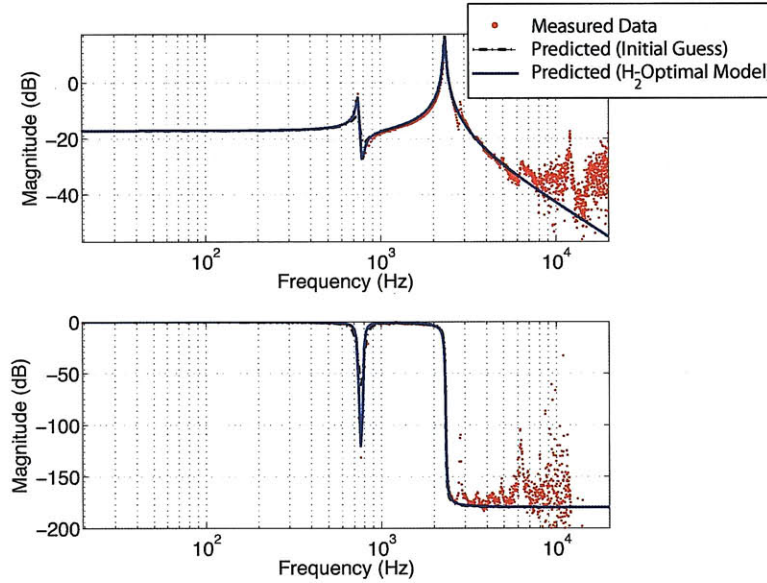 Measured Data
Predicted (Initial Guess)
Predicted (H2-Optimal Model
Magnitude (dB)
0
−20
−40
10^2
10^3
10^4
Frequency (Hz)
Magnitude (dB)
0
−50
−100
−150
−200
10^2
10^3
10^4
Frequency (Hz)